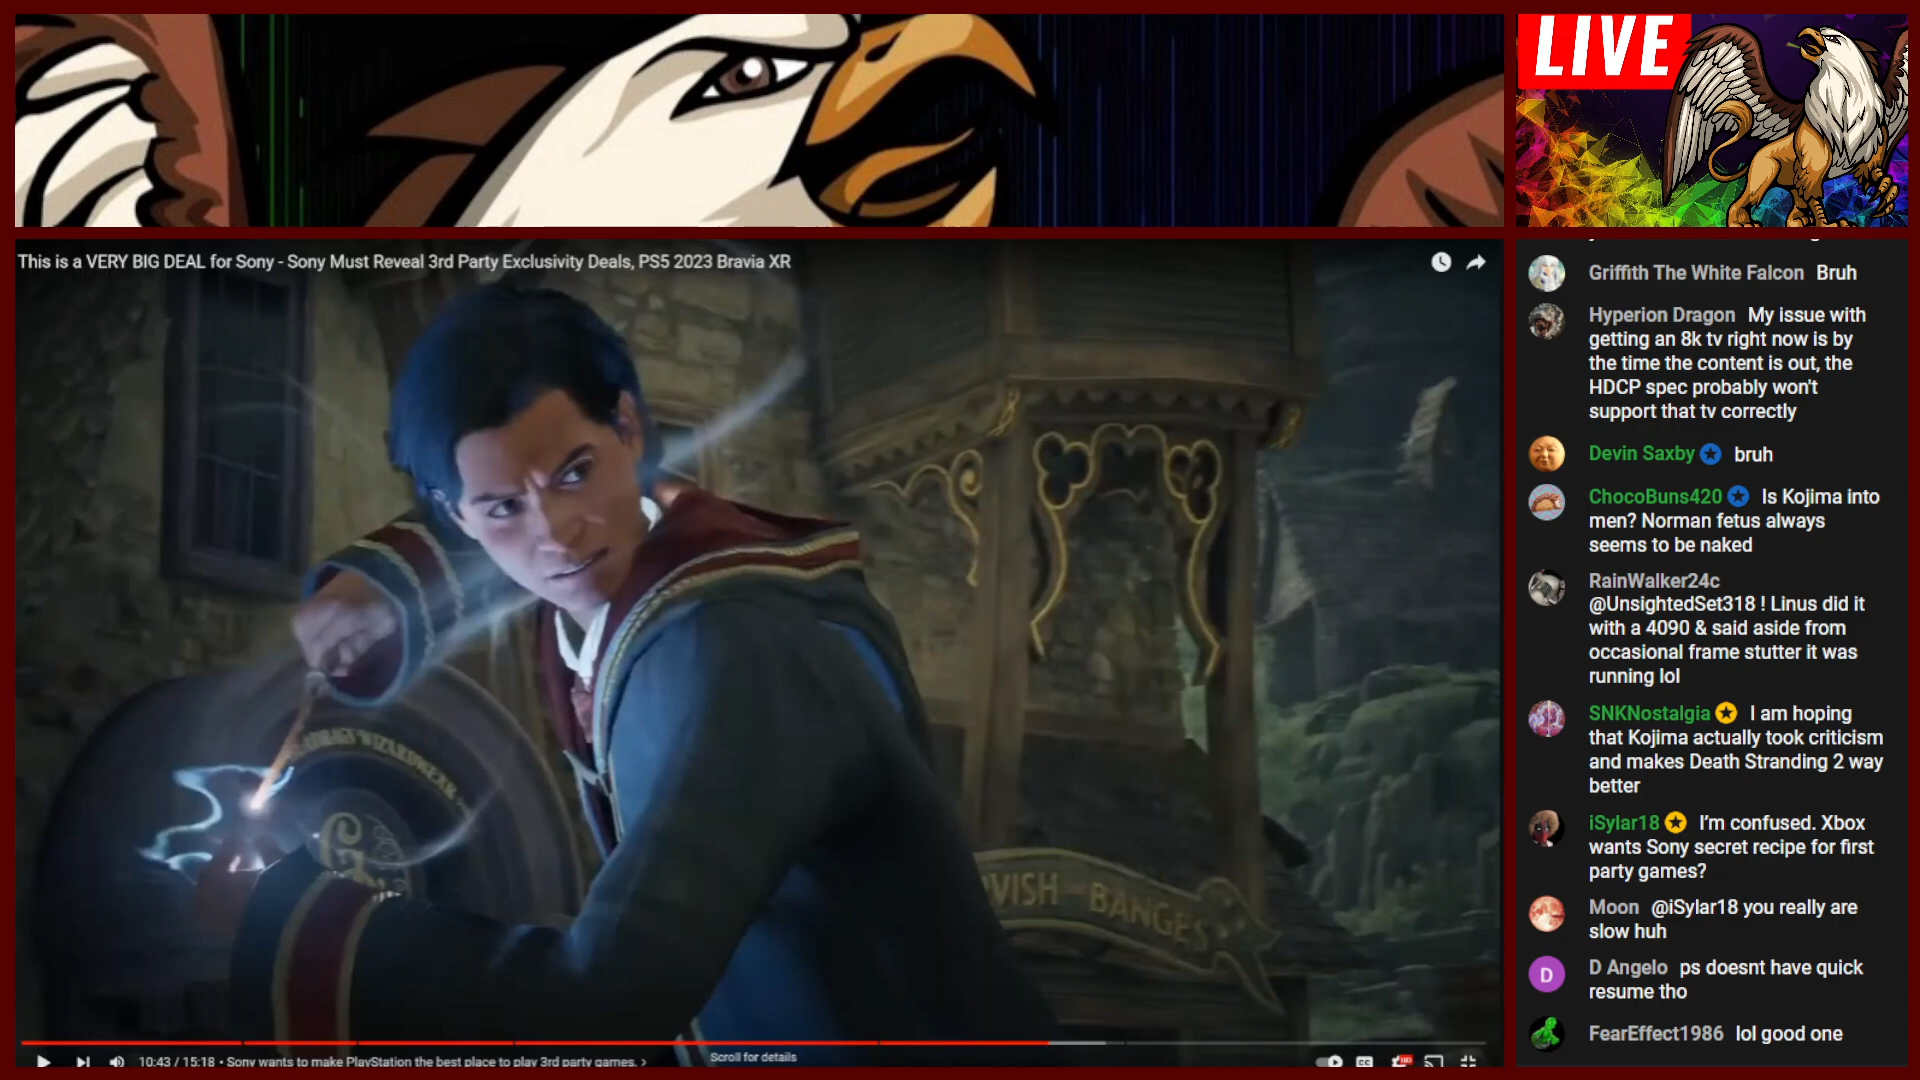 LIVE
This is a VERY BIG DEAL for Sony - Sony Must Reveal 3rd Party Exclusivity Deals, PS5 2023 Bravia XR
VISH - BANGES
10:43 / 15:18 • Sony wants to make PlayStation the best place to play 3rd party games. ›
Scroll for details
CC
HD
Griffith The White Falcon Bruh
Hyperion Dragon My issue with
getting an 8k tv right now is by
the time the content is out, the
HDCP spec probably won't
support that tv correctly
Devin Saxby bruh
ChocoBuns420 Is Kojima into
men? Norman fetus always
seems to be naked
RainWalker24c
@UnsightedSet318 ! Linus did it
with a 4090 & said aside from
occasional frame stutter it was
running lol
SNKNostalgia I am hoping
that Kojima actually took criticism
and makes Death Stranding 2 way
better
iSylar18 I'm confused. Xbox
wants Sony secret recipe for first
party games?
Moon @iSylar18 you really are
slow huh
D
D Angelo ps doesnt have quick
resume tho
FearEffect1986 lol good one